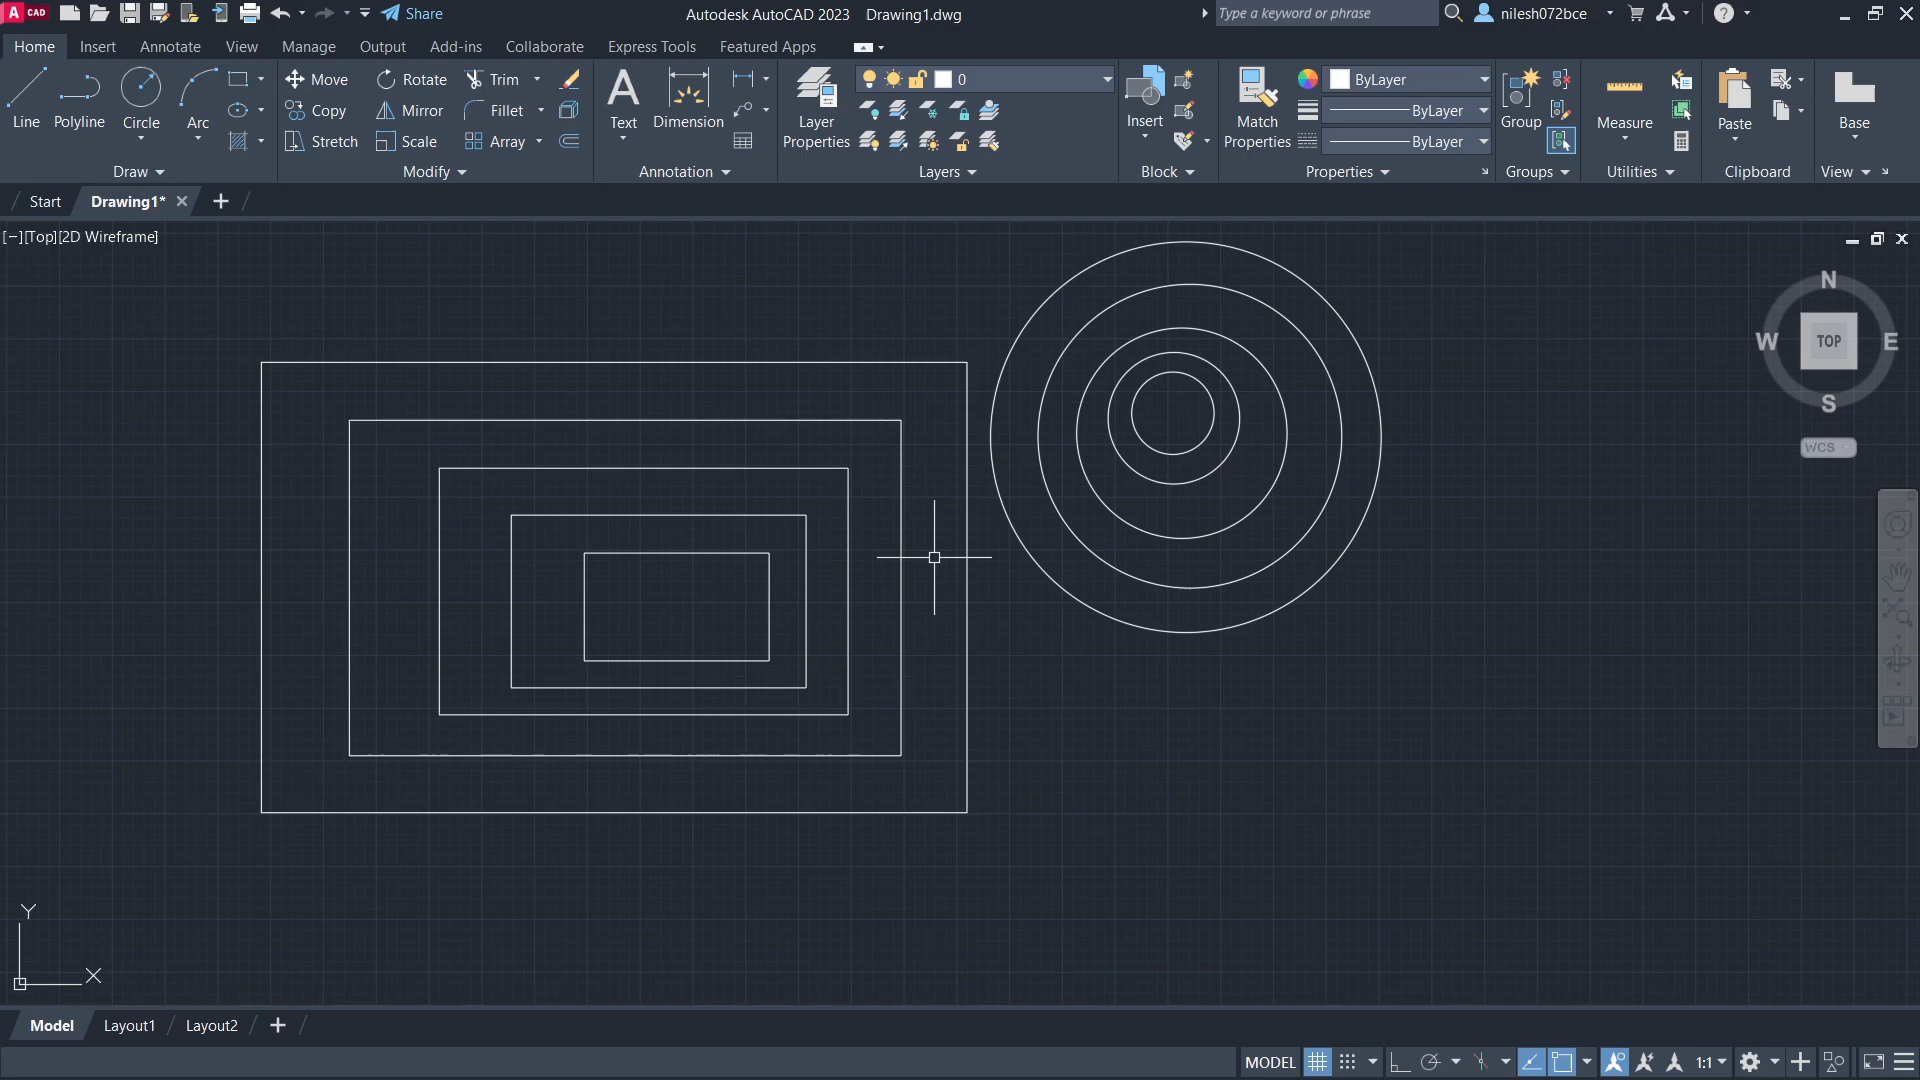 A CAD Share Autodesk AutoCAD 2023 Drawing1.dwg Type a keyword or phrase nilesh072bce ?
Home Insert Annotate View Manage Output Add-ins Collaborate Express Tools Featured Apps
Line Polyline Circle Arc
Move Rotate Trim
Copy Mirror Fillet
Stretch Scale Array
A Text Dimension
Layer Properties
0
Insert
Match Properties
ByLayer
ByLayer
ByLayer
Group
Measure
Paste
Base
Draw Modify Annotation Layers Block Properties Groups Utilities Clipboard View
Start Drawing1* +
[−][Top][2D Wireframe]
N
W TOP E
S
WCS
Y
X
Model Layout1 Layout2 +
MODEL 1:1